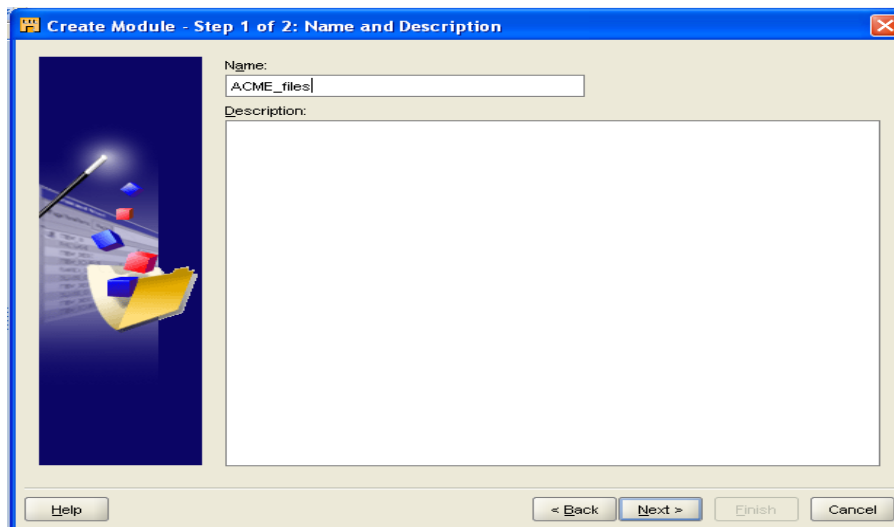 Create Module - Step 1 of 2: Name and Description
Name:
ACME_files
Description:
Help
< Back
Next >
Finish
Cancel